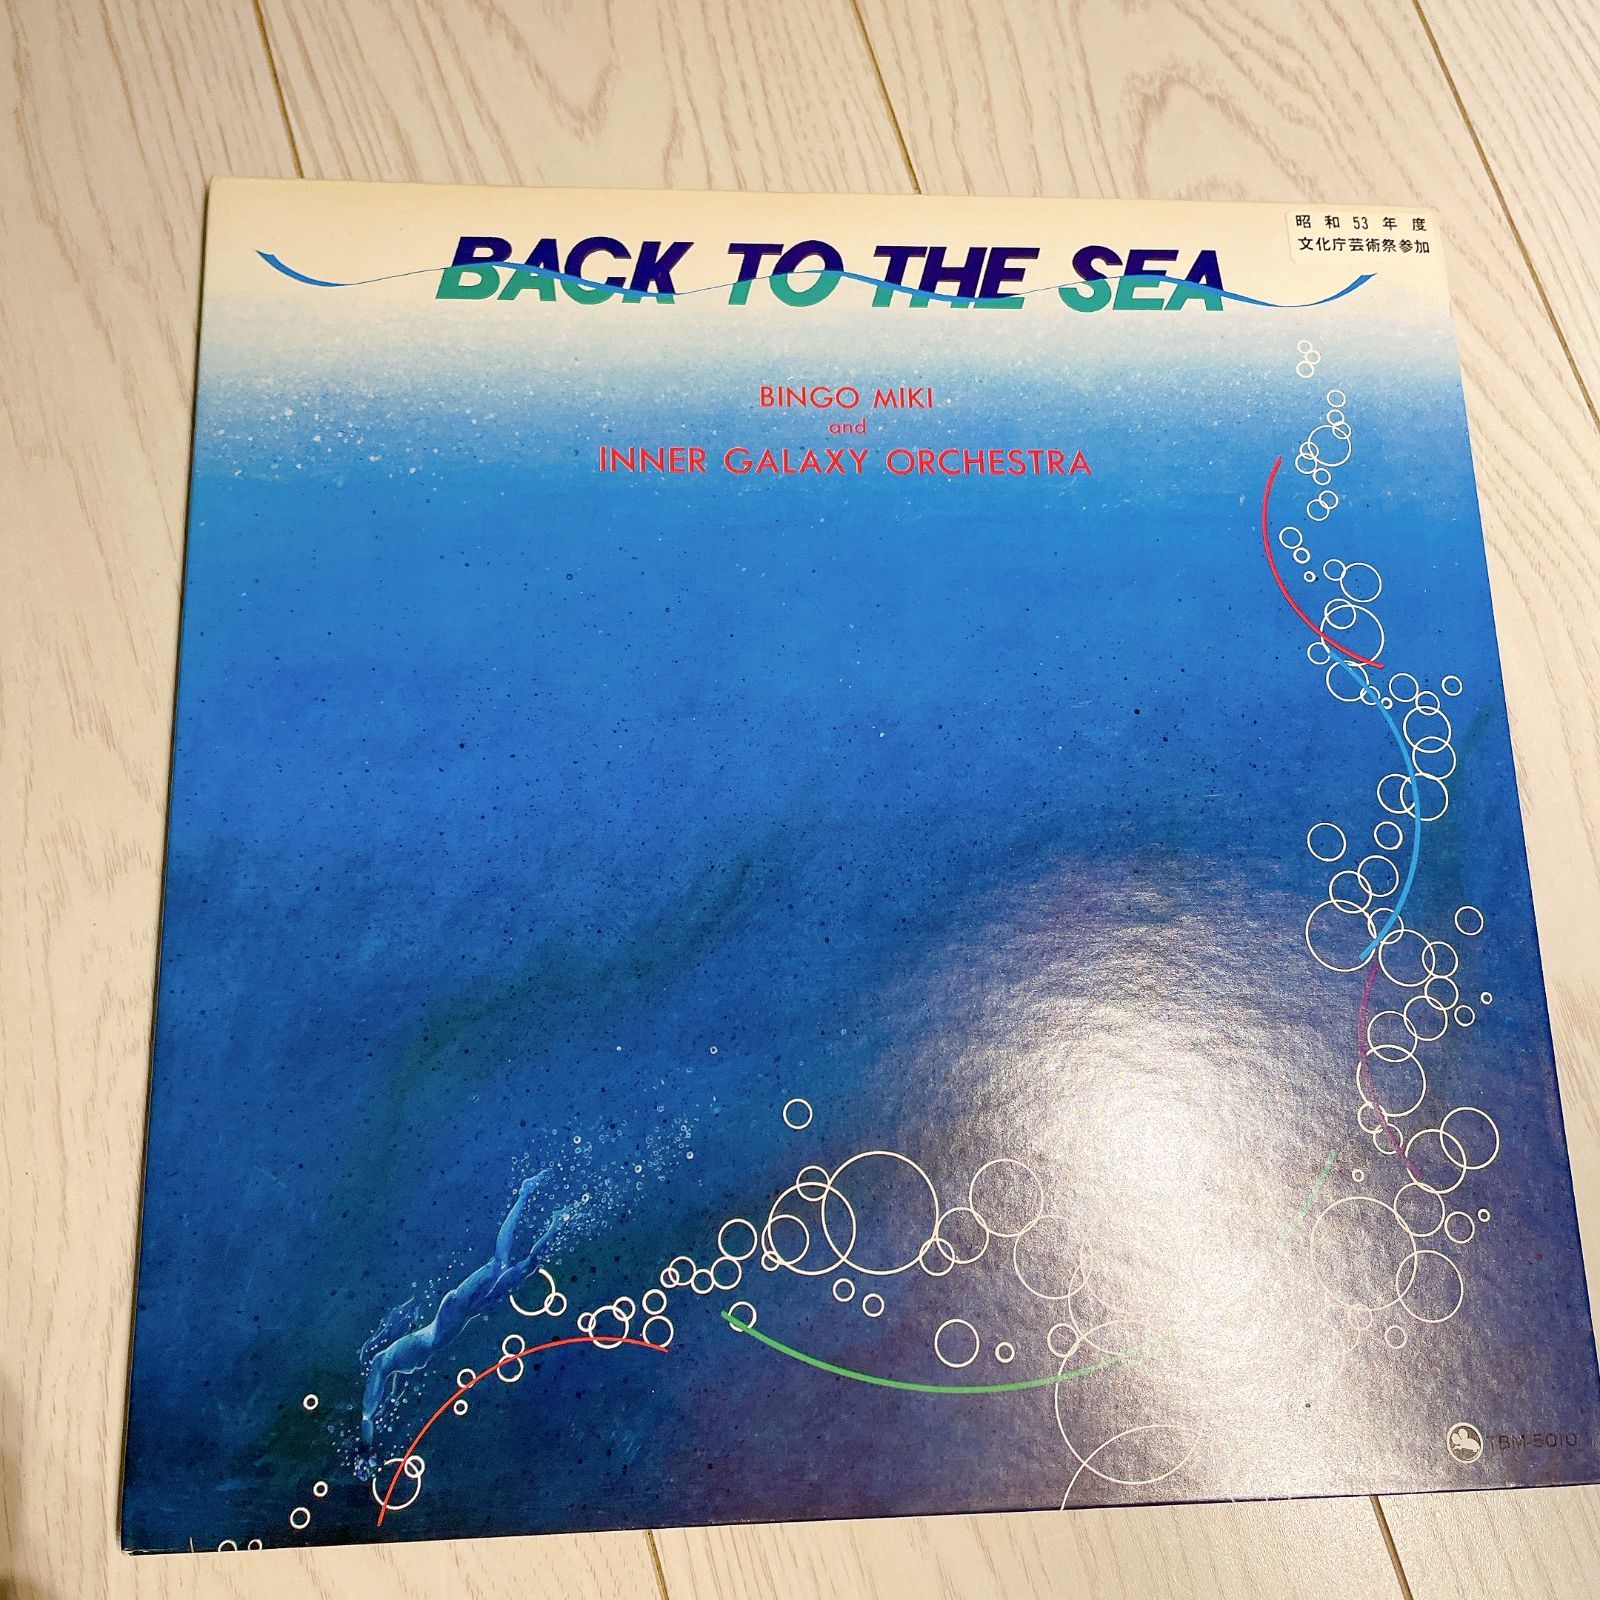 昭和53年度
文化庁芸術祭参加
BACK TO THE SEA
BINGO MIKI
and
INNER GALAXY ORCHESTRA
TBM-5010